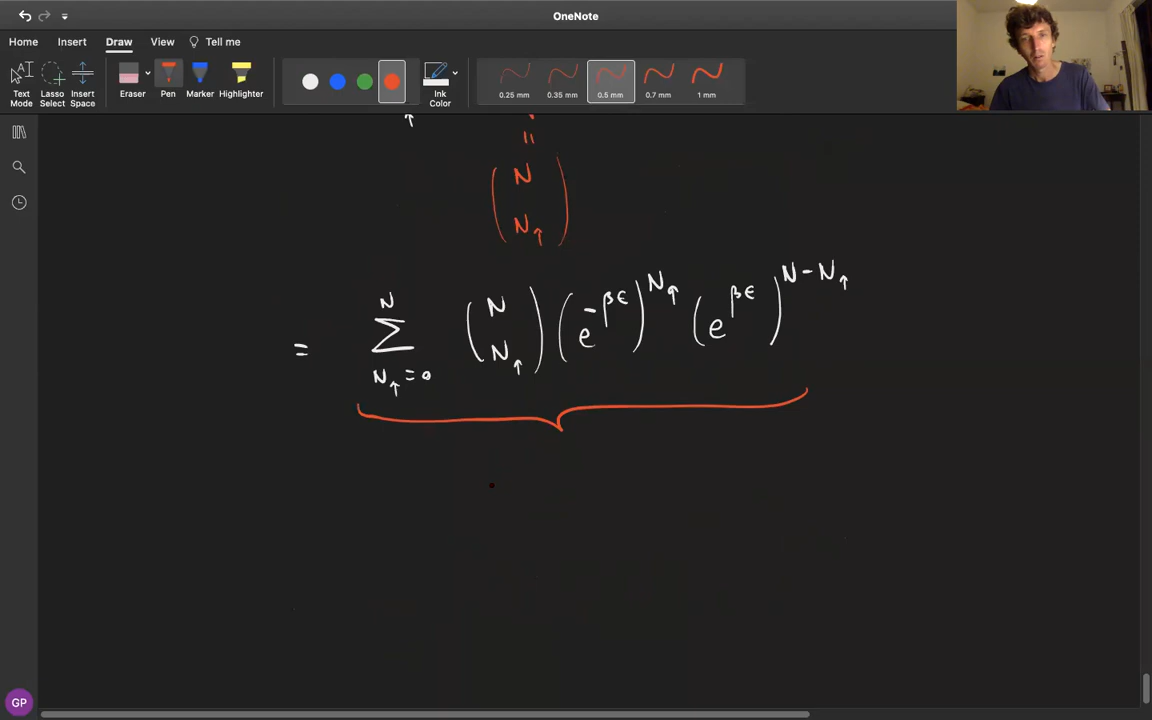 OneNote
Home Insert Draw View Tell me
Text Mode Lasso Select Insert Space Eraser Pen Marker Highlighter Ink Color 0.25 mm 0.35 mm 0.5 mm 0.7 mm 1 mm
↑ =
( N
N↑ )
= ∑_{N↑=0}^{N} (N N↑) (e^{-βϵ})^{N↑} (e^{βϵ})^{N-N↑}
GP